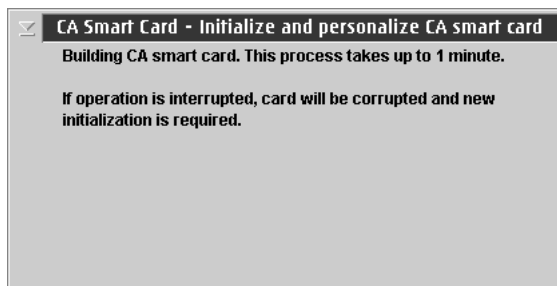 CA Smart Card - Initialize and personalize CA smart card
Building CA smart card. This process takes up to 1 minute.
If operation is interrupted, card will be corrupted and new
initialization is required.